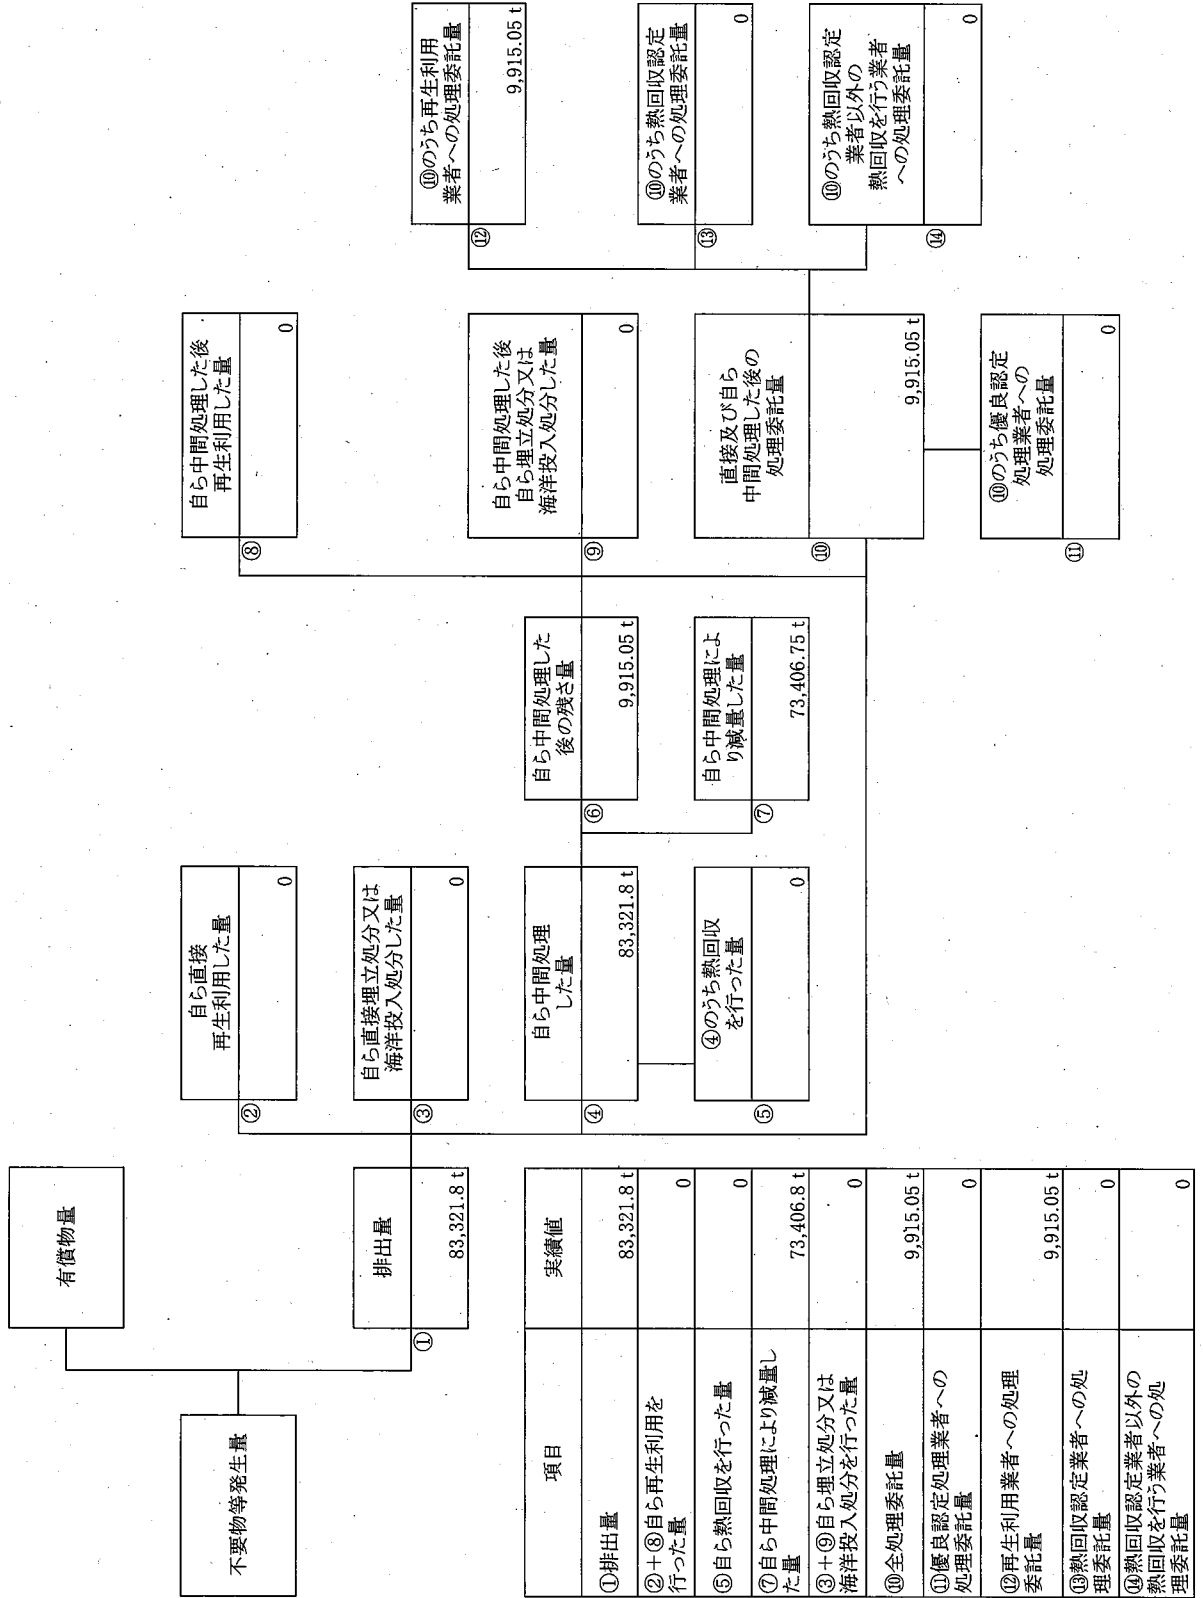 不要物等発生量
有償物量
①
排出量
83,321.8 t
②
自ら直接
再生利用した量
0
③
自ら直接埋立処分又は
海洋投入処分した量
0
④
自ら中間処理
した量
83,321.8 t
⑤
④のうち熱回収
を行った量
0
⑥
自ら中間処理した
後の残さ量
9,915.05 t
⑦
自ら中間処理によ
り減量した量
73,406.75 t
⑧
自ら中間処理した後
再生利用した量
0
⑨
自ら中間処理した後
自ら埋立処分又は
海洋投入処分した量
0
⑩
直接及び自ら
中間処理した後の
処理委託量
9,915.05 t
⑪
⑩のうち優良認定
処理業者への
処理委託量
0
⑫
⑩のうち再生利用
業者への処理委託量
9,915.05 t
⑬
⑩のうち熱回収認定
業者への処理委託量
0
⑭
⑩のうち熱回収認定
業者以外の
熱回収を行う業者
への処理委託量
0
項目
実績値
①排出量
83,321.8 t
②+⑧自ら再生利用を
行った量
0
⑤自ら熱回収を行った量
0
⑦自ら中間処理により減量し
た量
73,406.8 t
③+⑨自ら埋立処分又は
海洋投入処分を行った量
0
⑩全処理委託量
9,915.05 t
⑪優良認定処理業者への
処理委託量
0
⑫再生利用業者への処理
委託量
9,915.05 t
⑬熱回収認定業者への処
理委託量
0
⑭熱回収認定業者以外の
熱回収を行う業者への処
理委託量
0